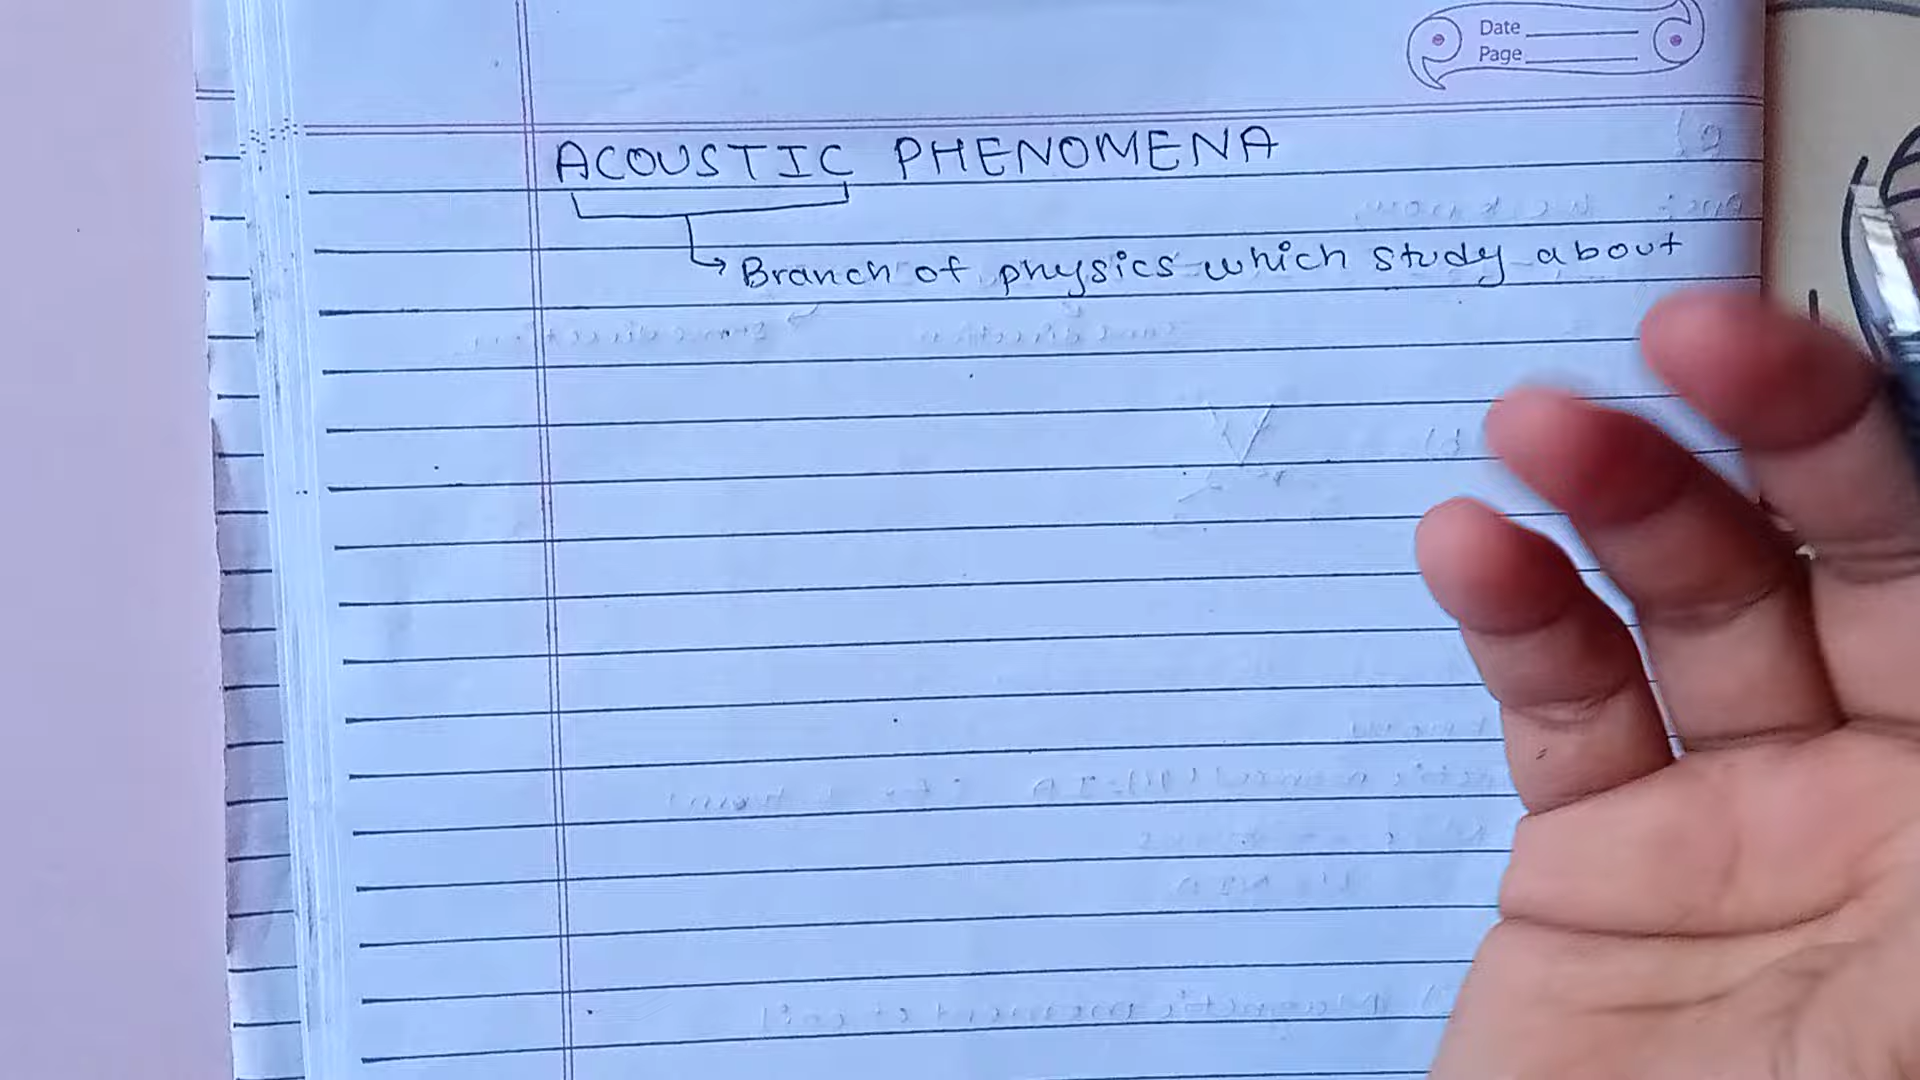 Date
Page
ACOUSTIC PHENOMENA
Branch of physics which study about